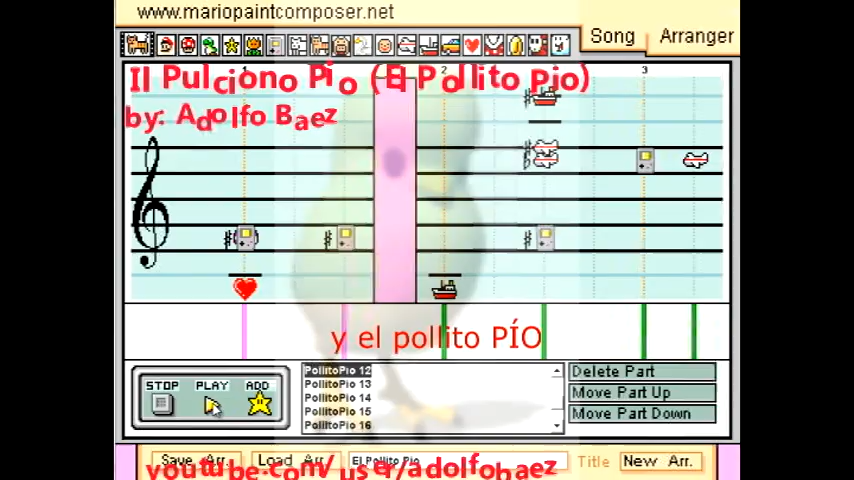 www.mariopaintcomposer.net
Song
Arranger
1
3
Il Pulciono Pio (El Pollito Pio)
by: Adolfo Baez
y el pollito PÍO
STOP PLAY ADD
PollitoPio 12
PollitoPio 13
PollitoPio 14
PollitoPio 15
PollitoPio 16
Delete Part
Move Part Up
Move Part Down
Save Arr.
Load Arr.
El Pollito Pio
Title
New Arr.
youtube.com/user/adolfobaez